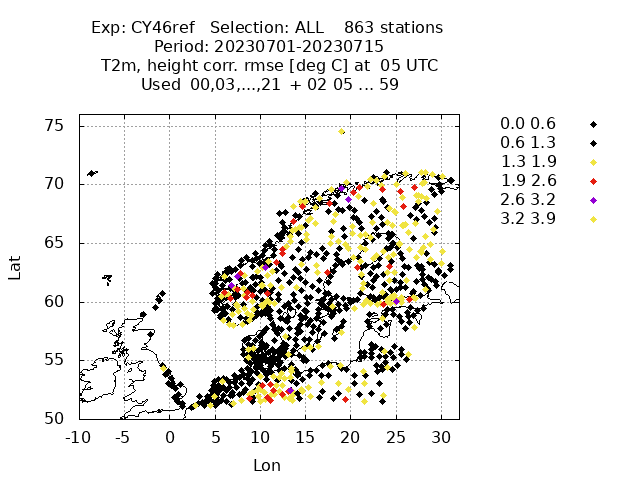 Exp: CY46ref   Selection: ALL    863 stations
Period: 20230701-20230715
T2m, height corr. rmse [deg C] at  05 UTC
Used  00,03,...,21  + 02 05 ... 59
75
70
65
60
55
50
-10 -5 0 5 10 15 20 25 30
Lat
Lon
0.0 0.6
0.6 1.3
1.3 1.9
1.9 2.6
2.6 3.2
3.2 3.9